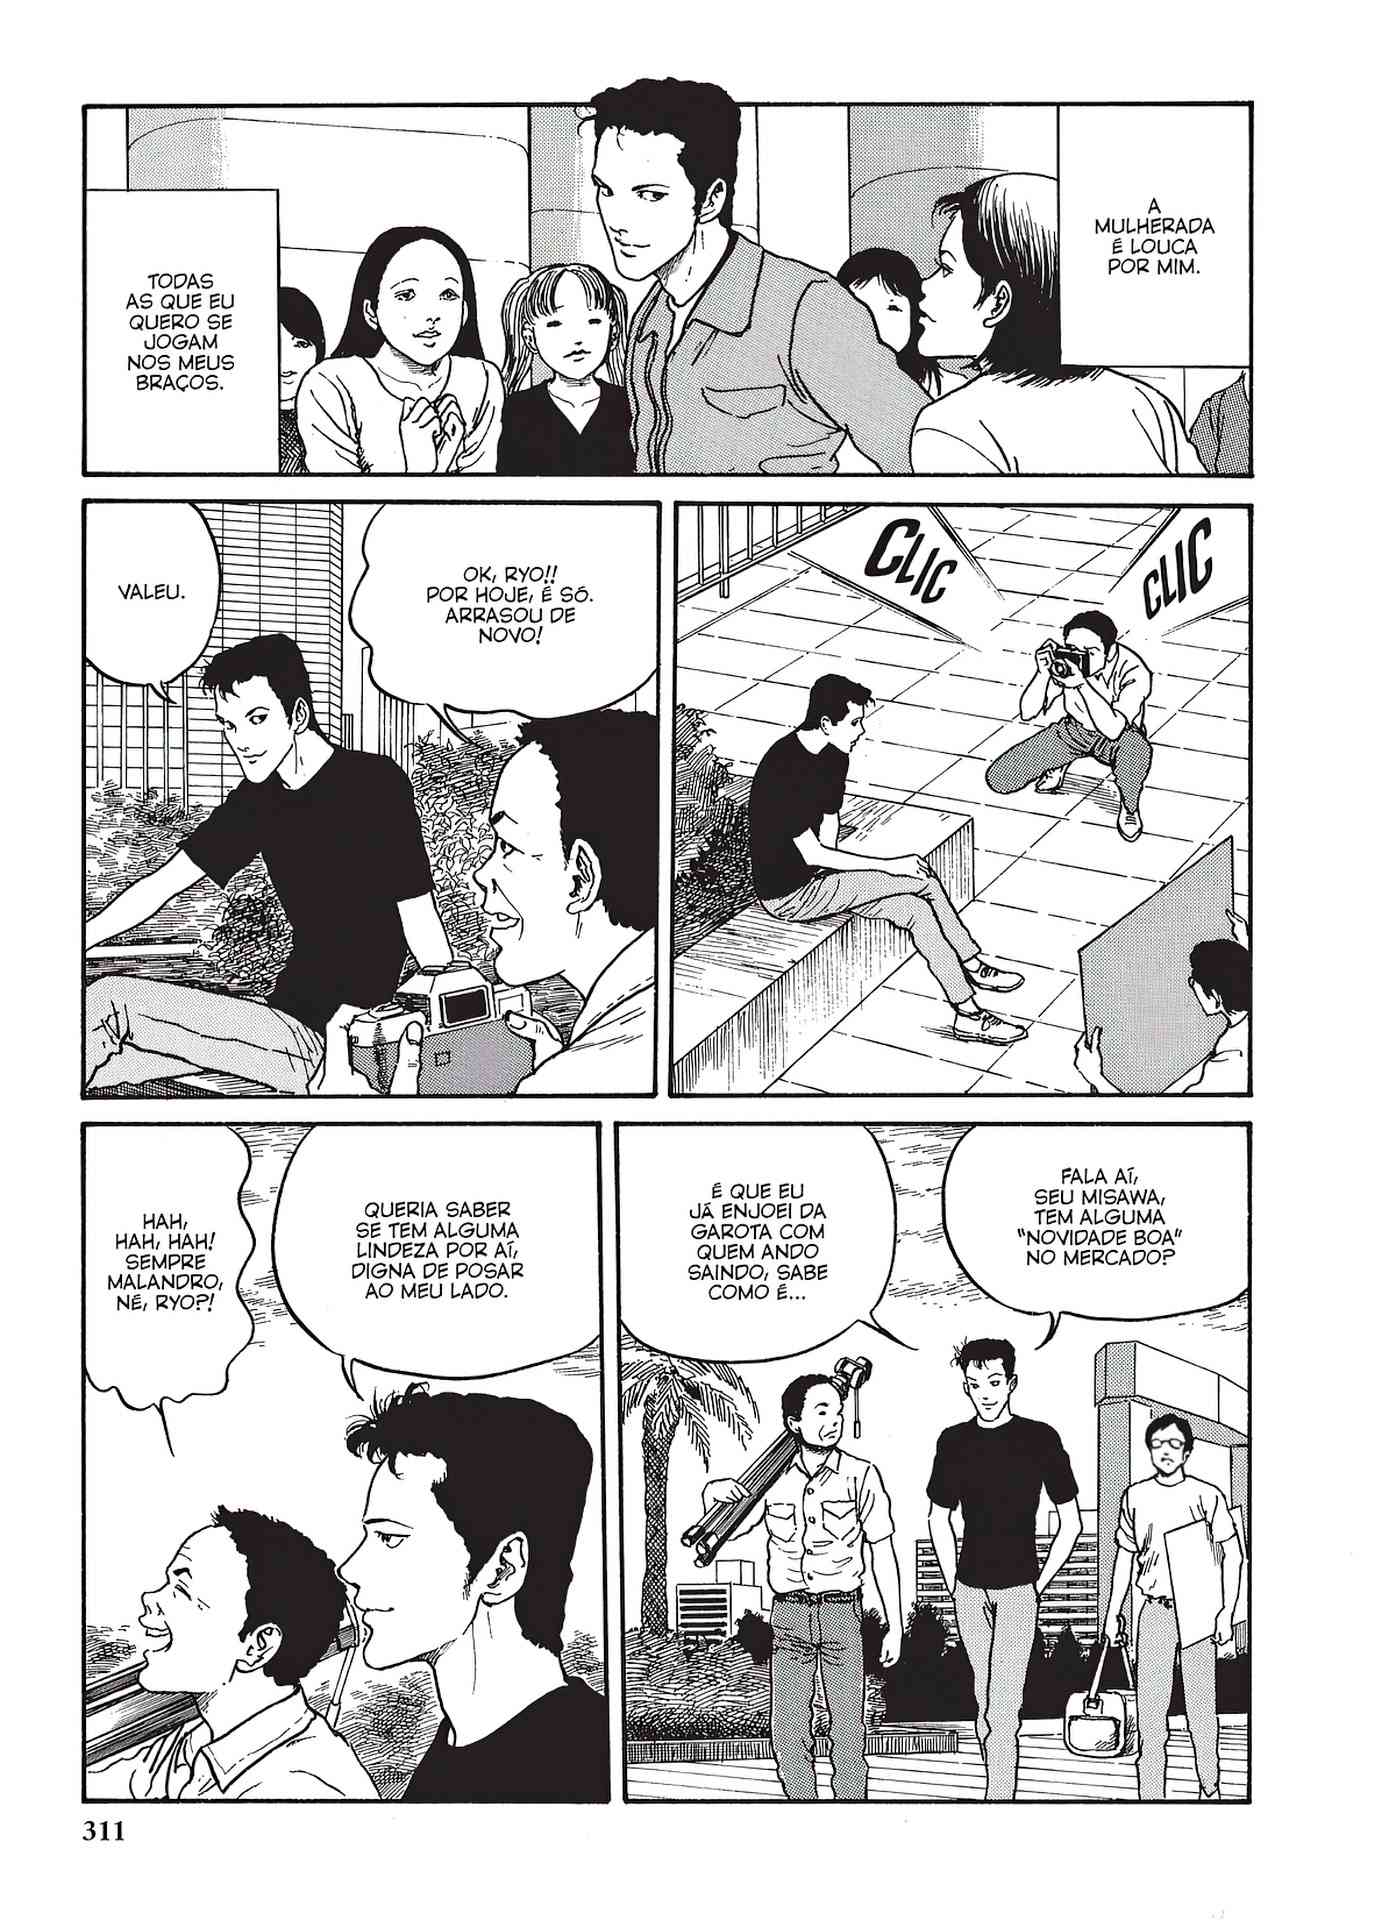 A
MULHERADA
É LOUCA
POR MIM.
TODAS
AS QUE EU
QUERO SE
JOGAM
NOS MEUS
BRAÇOS.
CLIC
CLIC
OK, RYO!!
POR HOJE, É SÓ.
ARRASOU DE
NOVO!
VALEU.
FALA AÍ,
SEU MISAWA,
TEM ALGUMA
"NOVIDADE BOA"
NO MERCADO?
É QUE EU
JÁ ENJOEI DA
GAROTA COM
QUEM ANDO
SAINDO, SABE
COMO É...
QUERIA SABER
SE TEM ALGUMA
LINDEZA POR AÍ,
DIGNA DE POSAR
AO MEU LADO.
HAH,
HAH, HAH!
SEMPRE
MALANDRO,
NÉ, RYO?!
311